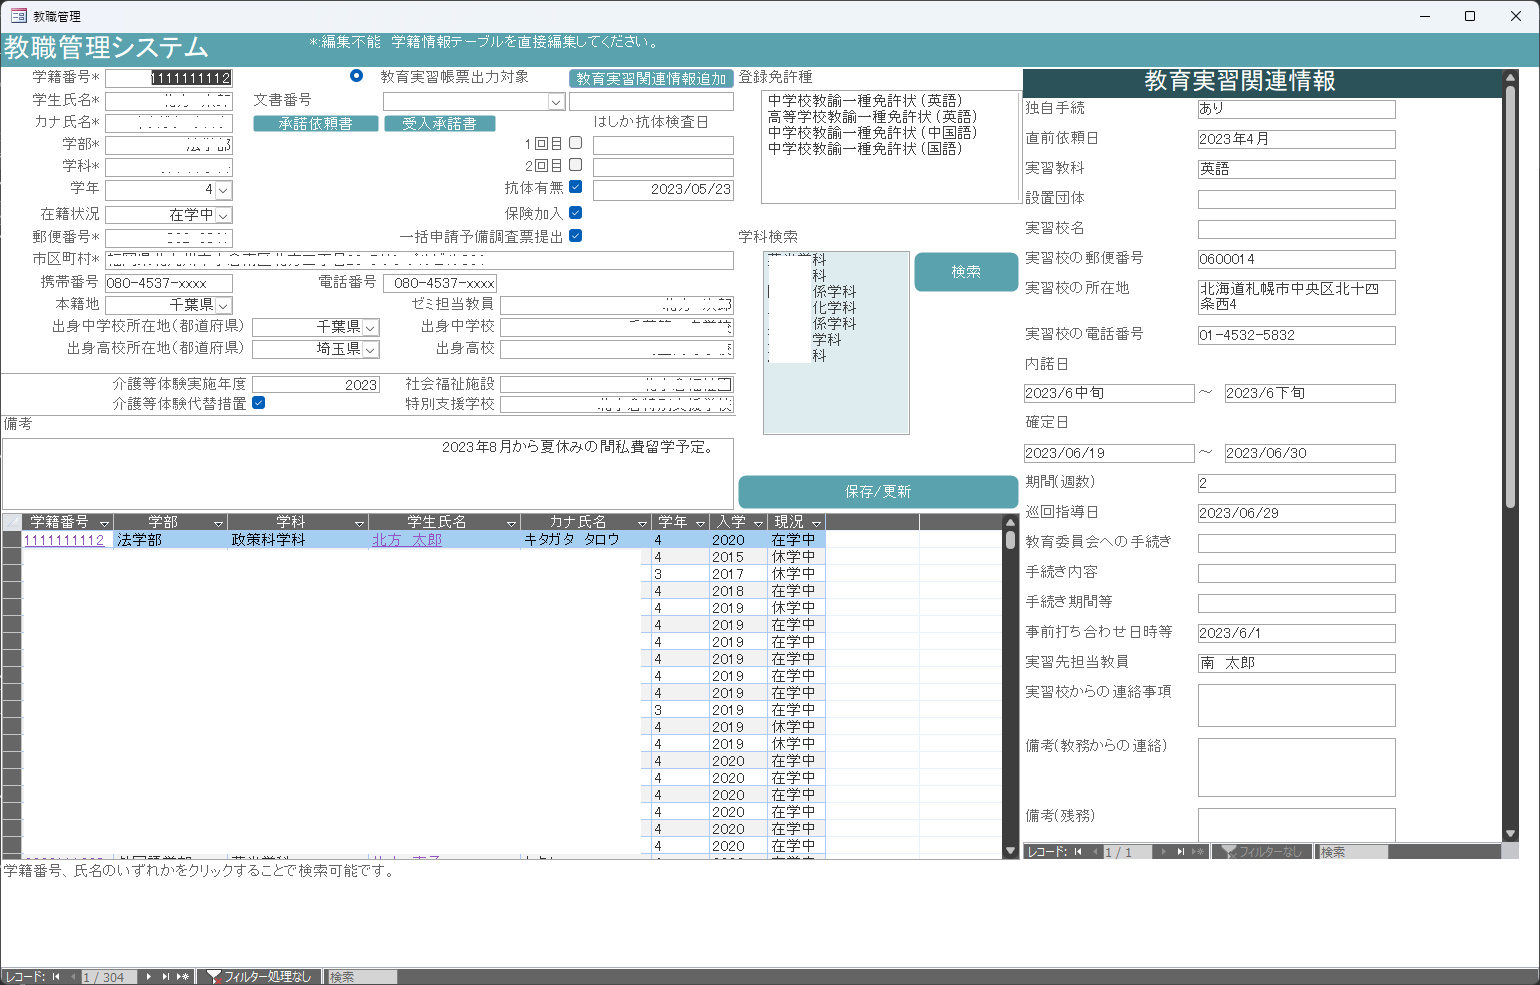 教職管理
教職管理システム
*:編集不能　学籍情報テーブルを直接編集してください。
学籍番号*
1111111112
学生氏名*
カナ氏名*
学部*
学科*
学年
4
在籍状況
在学中
郵便番号*
市区町村*
携帯番号
080-4537-xxxx
電話番号
080-4537-xxxx
本籍地
千葉県
ゼミ担当教員
出身中学校所在地(都道府県)
千葉県
出身中学校
出身高校所在地(都道府県)
埼玉県
出身高校
教育実習帳票出力対象
教育実習関連情報追加
文書番号
承諾依頼書
受入承諾書
はしか抗体検査日
1回目
2回目
抗体有無
2023/05/23
保険加入
一括申請予備調査票提出
介護等体験実施年度
2023
社会福祉施設
介護等体験代替措置
特別支援学校
備考
2023年8月から夏休みの間私費留学予定。
登録免許種
中学校教諭一種免許状(英語)
高等学校教諭一種免許状(英語)
中学校教諭一種免許状(中国語)
中学校教諭一種免許状(国語)
学科検索
科
科
係学科
化学科
係学科
学科
科
検索
保存/更新
教育実習関連情報
独自手続
あり
直前依頼日
2023年4月
実習教科
英語
設置団体
実習校名
実習校の郵便番号
0600014
実習校の所在地
北海道札幌市中央区北十四
条西4
実習校の電話番号
01-4532-5832
内諾日
2023/6中旬
～
2023/6下旬
確定日
2023/06/19
～
2023/06/30
期間(週数)
2
巡回指導日
2023/06/29
教育委員会への手続き
手続き内容
手続き期間等
事前打ち合わせ日時等
2023/6/1
実習先担当教員
南　太郎
実習校からの連絡事項
備考(教務からの連絡)
備考(残務)
レコード:
1 / 1
フィルターなし
検索
学籍番号 学部 学科 学生氏名 カナ氏名 学年 入学 現況
1111111112 法学部 政策科学科 北方　太郎 キタガタ　タロウ 4 2020 在学中
4 2015 休学中
3 2017 休学中
4 2018 在学中
4 2019 休学中
4 2019 在学中
4 2019 在学中
4 2019 在学中
4 2019 在学中
4 2019 在学中
3 2019 在学中
4 2019 休学中
4 2019 休学中
4 2020 在学中
4 2020 在学中
4 2020 在学中
4 2020 在学中
4 2020 在学中
4 2020 在学中
学籍番号、氏名のいずれかをクリックすることで検索可能です。
レコード:
1 / 304
フィルター処理なし
検索